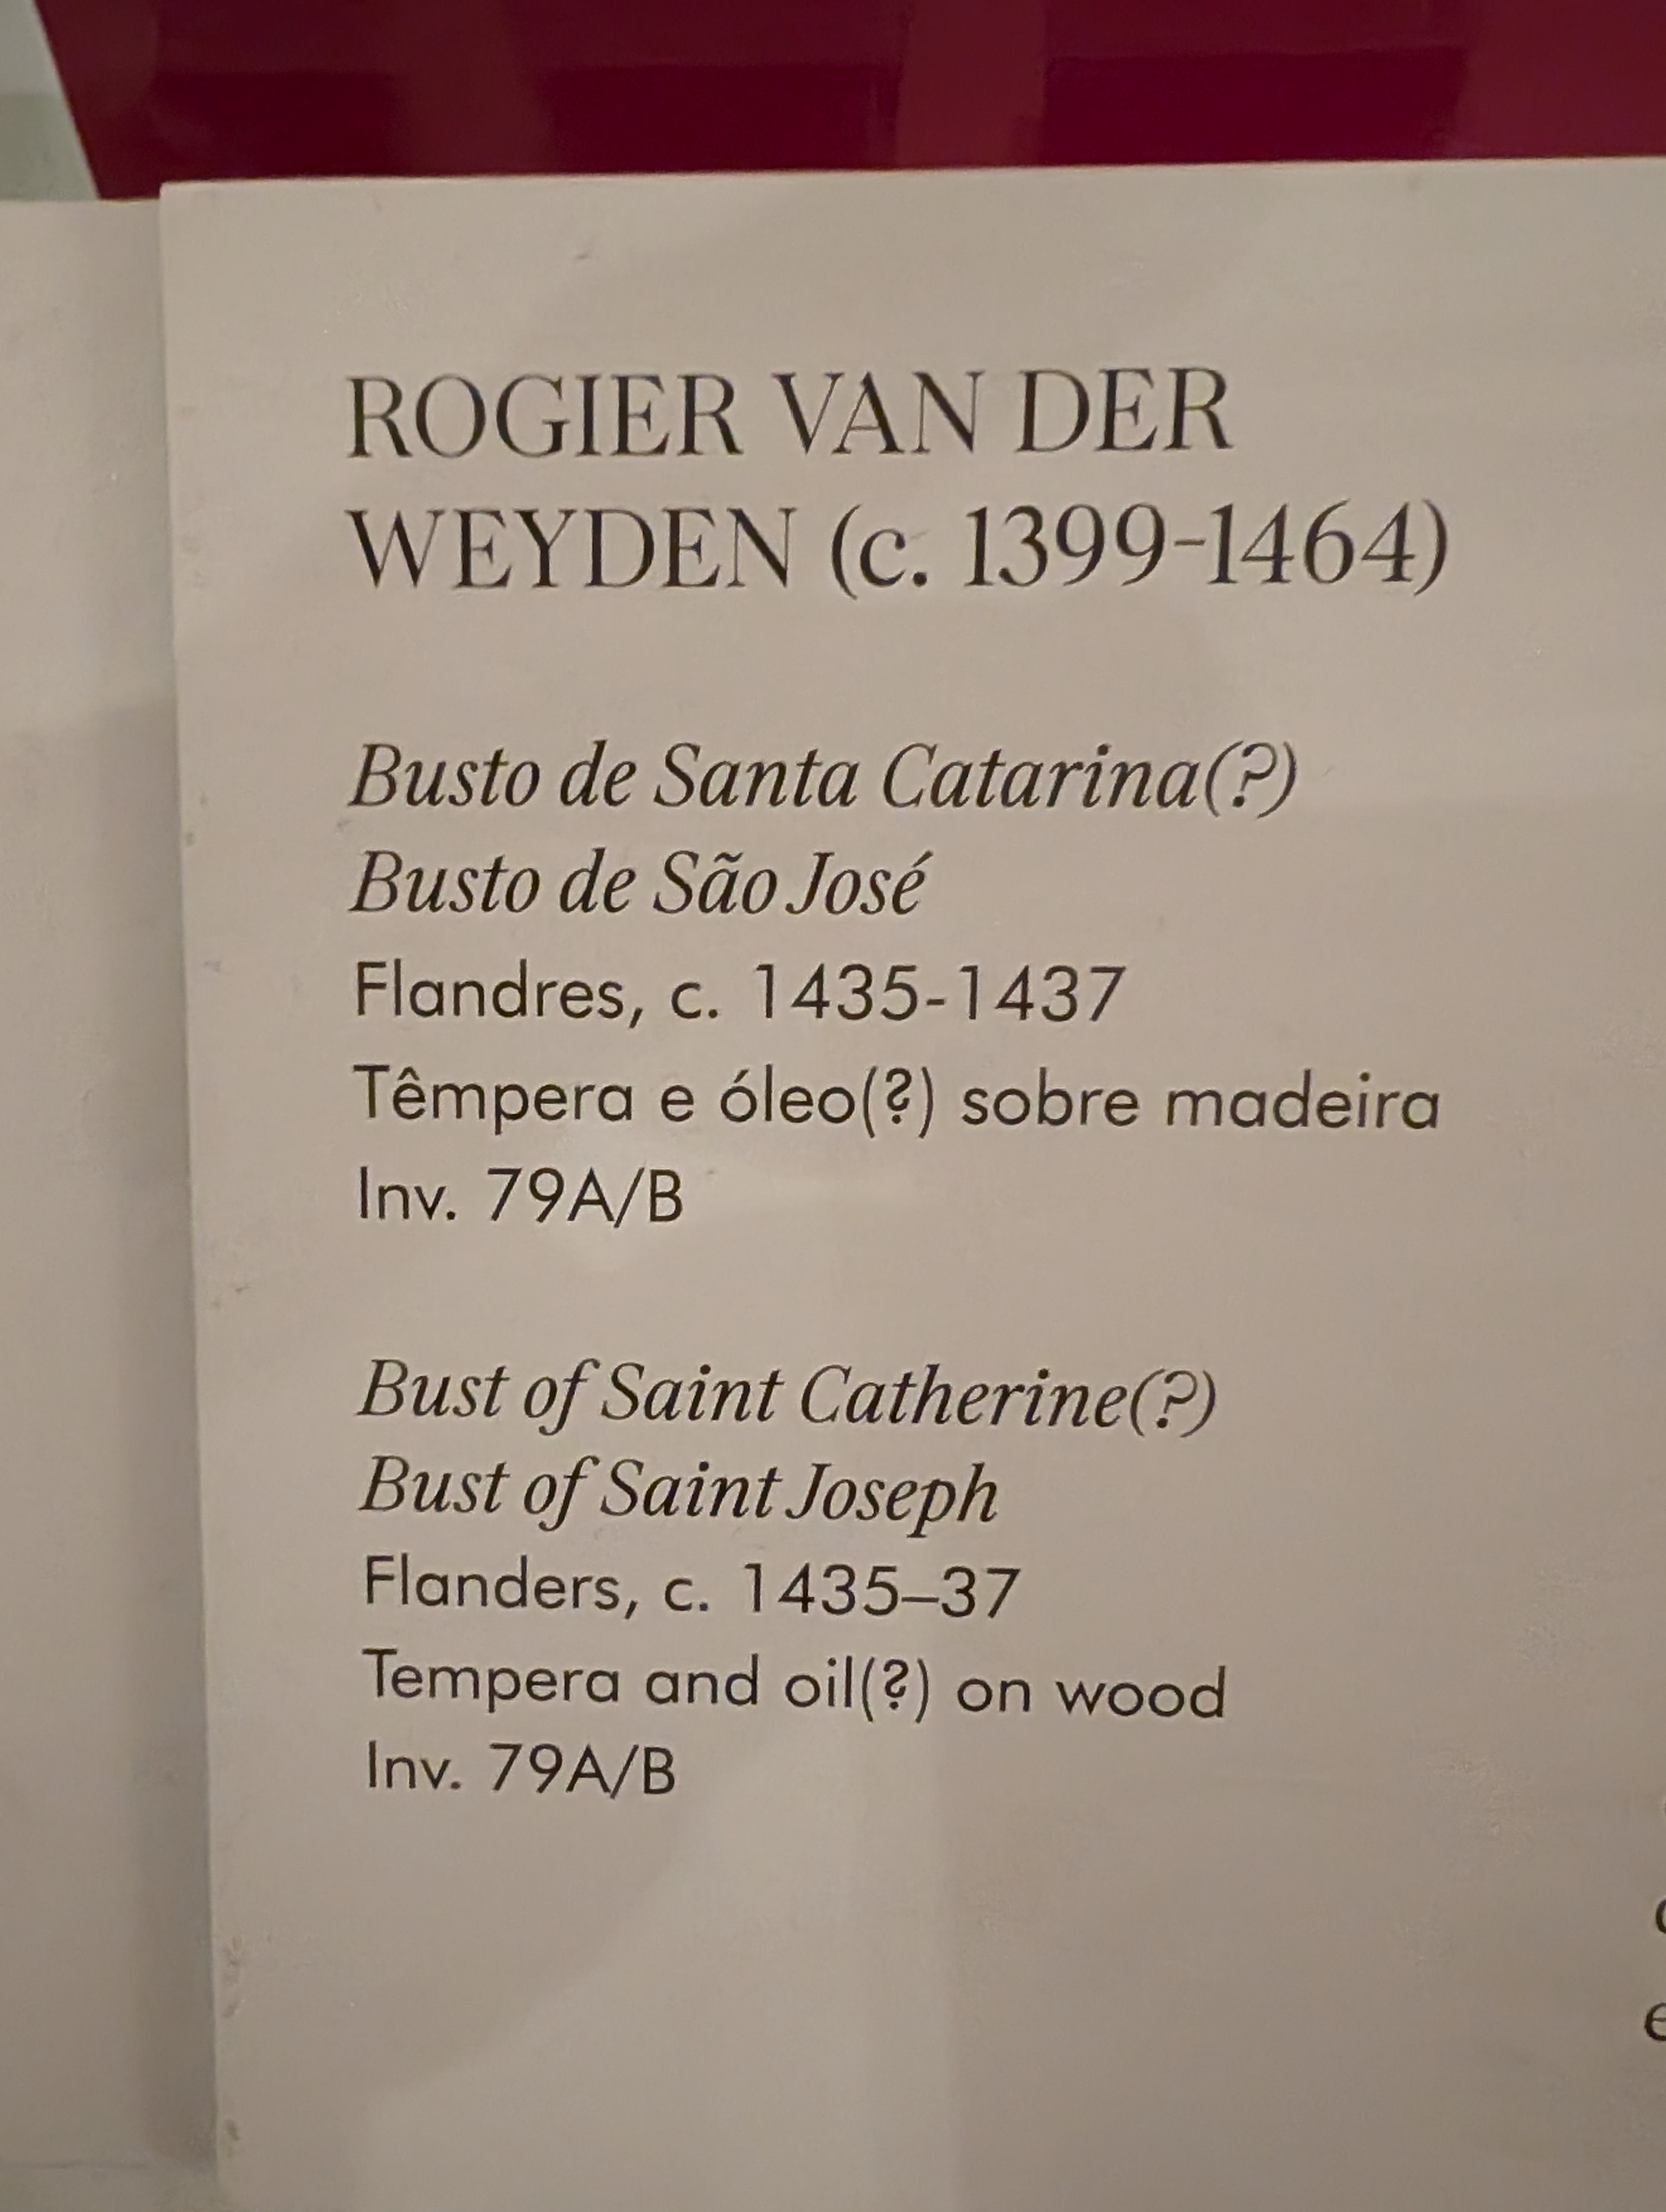 ROGIER VAN DER
WEYDEN (c. 1399-1464)
Busto de Santa Catarina(?)
Busto de São José
Flandres, c. 1435-1437
Têmpera e óleo(?) sobre madeira
Inv. 79A/B
Bust of Saint Catherine(?)
Bust of Saint Joseph
Flanders, c. 1435–37
Tempera and oil(?) on wood
Inv. 79A/B